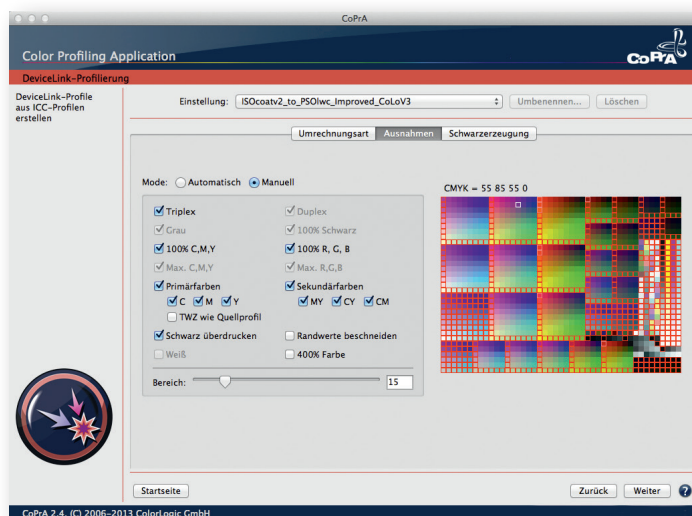 CoPrA
Color Profiling Application
CoPrA
DeviceLink-Profilierung
DeviceLink-Profile
aus ICC-Profilen
erstellen
Einstellung: ISOcoatv2_to_PSOlwc_Improved_CoLoV3 Umbenennen... Löschen
Umrechnungsart Ausnahmen Schwarzerzeugung
Mode: Automatisch Manuell
CMYK = 55 85 55 0
Triplex Duplex
Grau 100% Schwarz
100% C,M,Y 100% R, G, B
Max. C,M,Y Max. R,G,B
Primärfarben Sekundärfarben
C M Y MY CY CM
TWZ wie Quellprofil
Schwarz überdrucken Randwerte beschneiden
Weiß 400% Farbe
Bereich: 15
Startseite Zurück Weiter ?
CoPrA 2.4, (C) 2006-2013 ColorLogic GmbH